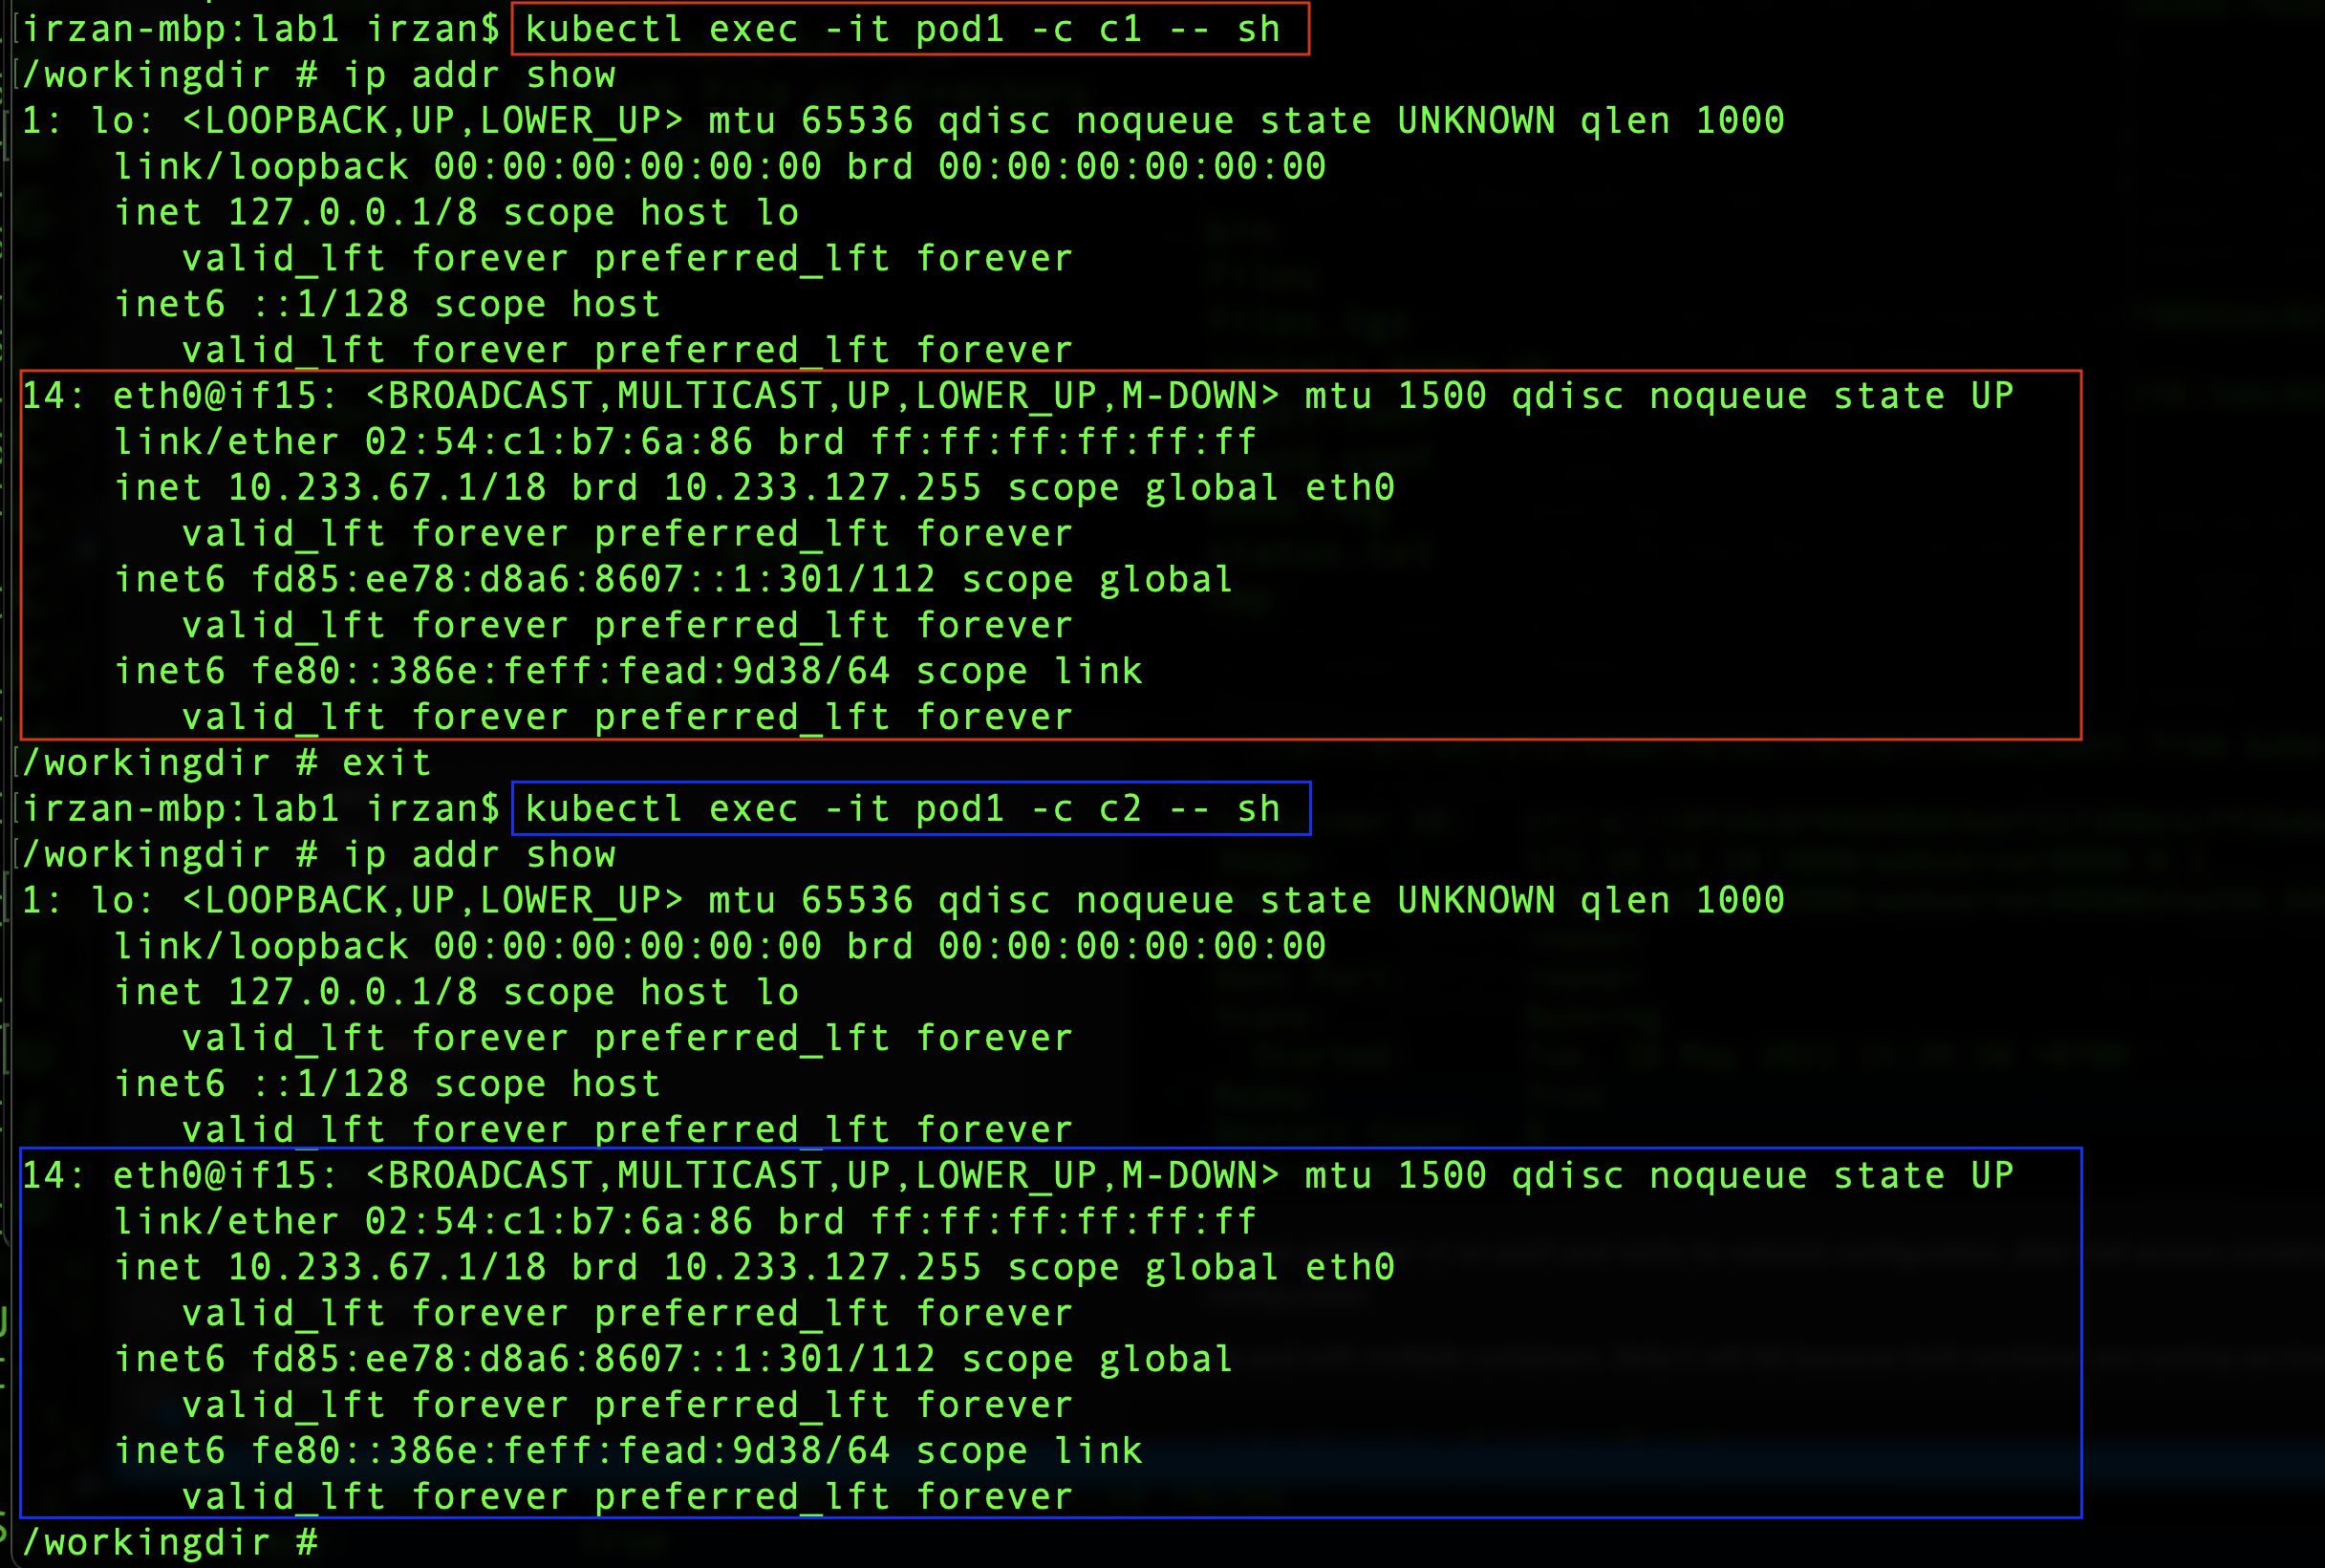 irzan-mbp:lab1 irzan$ kubectl exec -it pod1 -c c1 -- sh
/workingdir # ip addr show
1: lo: <LOOPBACK,UP,LOWER_UP> mtu 65536 qdisc noqueue state UNKNOWN qlen 1000
    link/loopback 00:00:00:00:00:00 brd 00:00:00:00:00:00
    inet 127.0.0.1/8 scope host lo
       valid_lft forever preferred_lft forever
    inet6 ::1/128 scope host
       valid_lft forever preferred_lft forever
14: eth0@if15: <BROADCAST,MULTICAST,UP,LOWER_UP,M-DOWN> mtu 1500 qdisc noqueue state UP
    link/ether 02:54:c1:b7:6a:86 brd ff:ff:ff:ff:ff:ff
    inet 10.233.67.1/18 brd 10.233.127.255 scope global eth0
       valid_lft forever preferred_lft forever
    inet6 fd85:ee78:d8a6:8607::1:301/112 scope global
       valid_lft forever preferred_lft forever
    inet6 fe80::386e:feff:fead:9d38/64 scope link
       valid_lft forever preferred_lft forever
/workingdir # exit
irzan-mbp:lab1 irzan$ kubectl exec -it pod1 -c c2 -- sh
/workingdir # ip addr show
1: lo: <LOOPBACK,UP,LOWER_UP> mtu 65536 qdisc noqueue state UNKNOWN qlen 1000
    link/loopback 00:00:00:00:00:00 brd 00:00:00:00:00:00
    inet 127.0.0.1/8 scope host lo
       valid_lft forever preferred_lft forever
    inet6 ::1/128 scope host
       valid_lft forever preferred_lft forever
14: eth0@if15: <BROADCAST,MULTICAST,UP,LOWER_UP,M-DOWN> mtu 1500 qdisc noqueue state UP
    link/ether 02:54:c1:b7:6a:86 brd ff:ff:ff:ff:ff:ff
    inet 10.233.67.1/18 brd 10.233.127.255 scope global eth0
       valid_lft forever preferred_lft forever
    inet6 fd85:ee78:d8a6:8607::1:301/112 scope global
       valid_lft forever preferred_lft forever
    inet6 fe80::386e:feff:fead:9d38/64 scope link
       valid_lft forever preferred_lft forever
/workingdir #